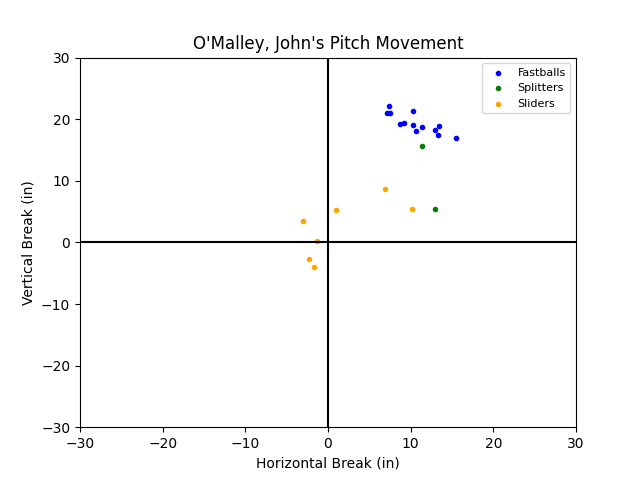 O'Malley, John's Pitch Movement
Fastballs
Splitters
Sliders
30
20
10
0
−10
−20
−30
Vertical Break (in)
−30 −20 −10 0 10 20 30
Horizontal Break (in)